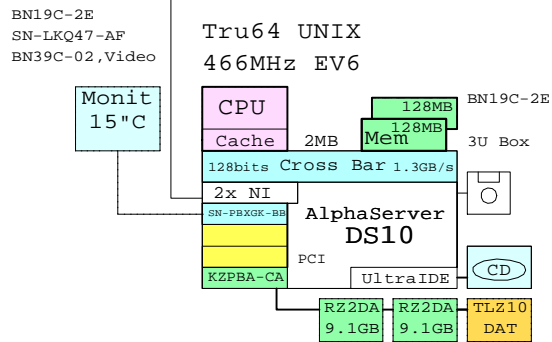 BN19C-2E
SN-LKQ47-AF
BN39C-02,Video
Tru64 UNIX
466MHz EV6
Monit
15"C
CPU
Cache
2MB
128MB
128MB
Mem
BN19C-2E
3U Box
128bits Cross Bar 1.3GB/s
2x NI
SN-PBXGK-BB
AlphaServer
DS10
PCI
KZPBA-CA
UltraIDE
CD
RZ2DA
9.1GB
RZ2DA
9.1GB
TLZ10
DAT